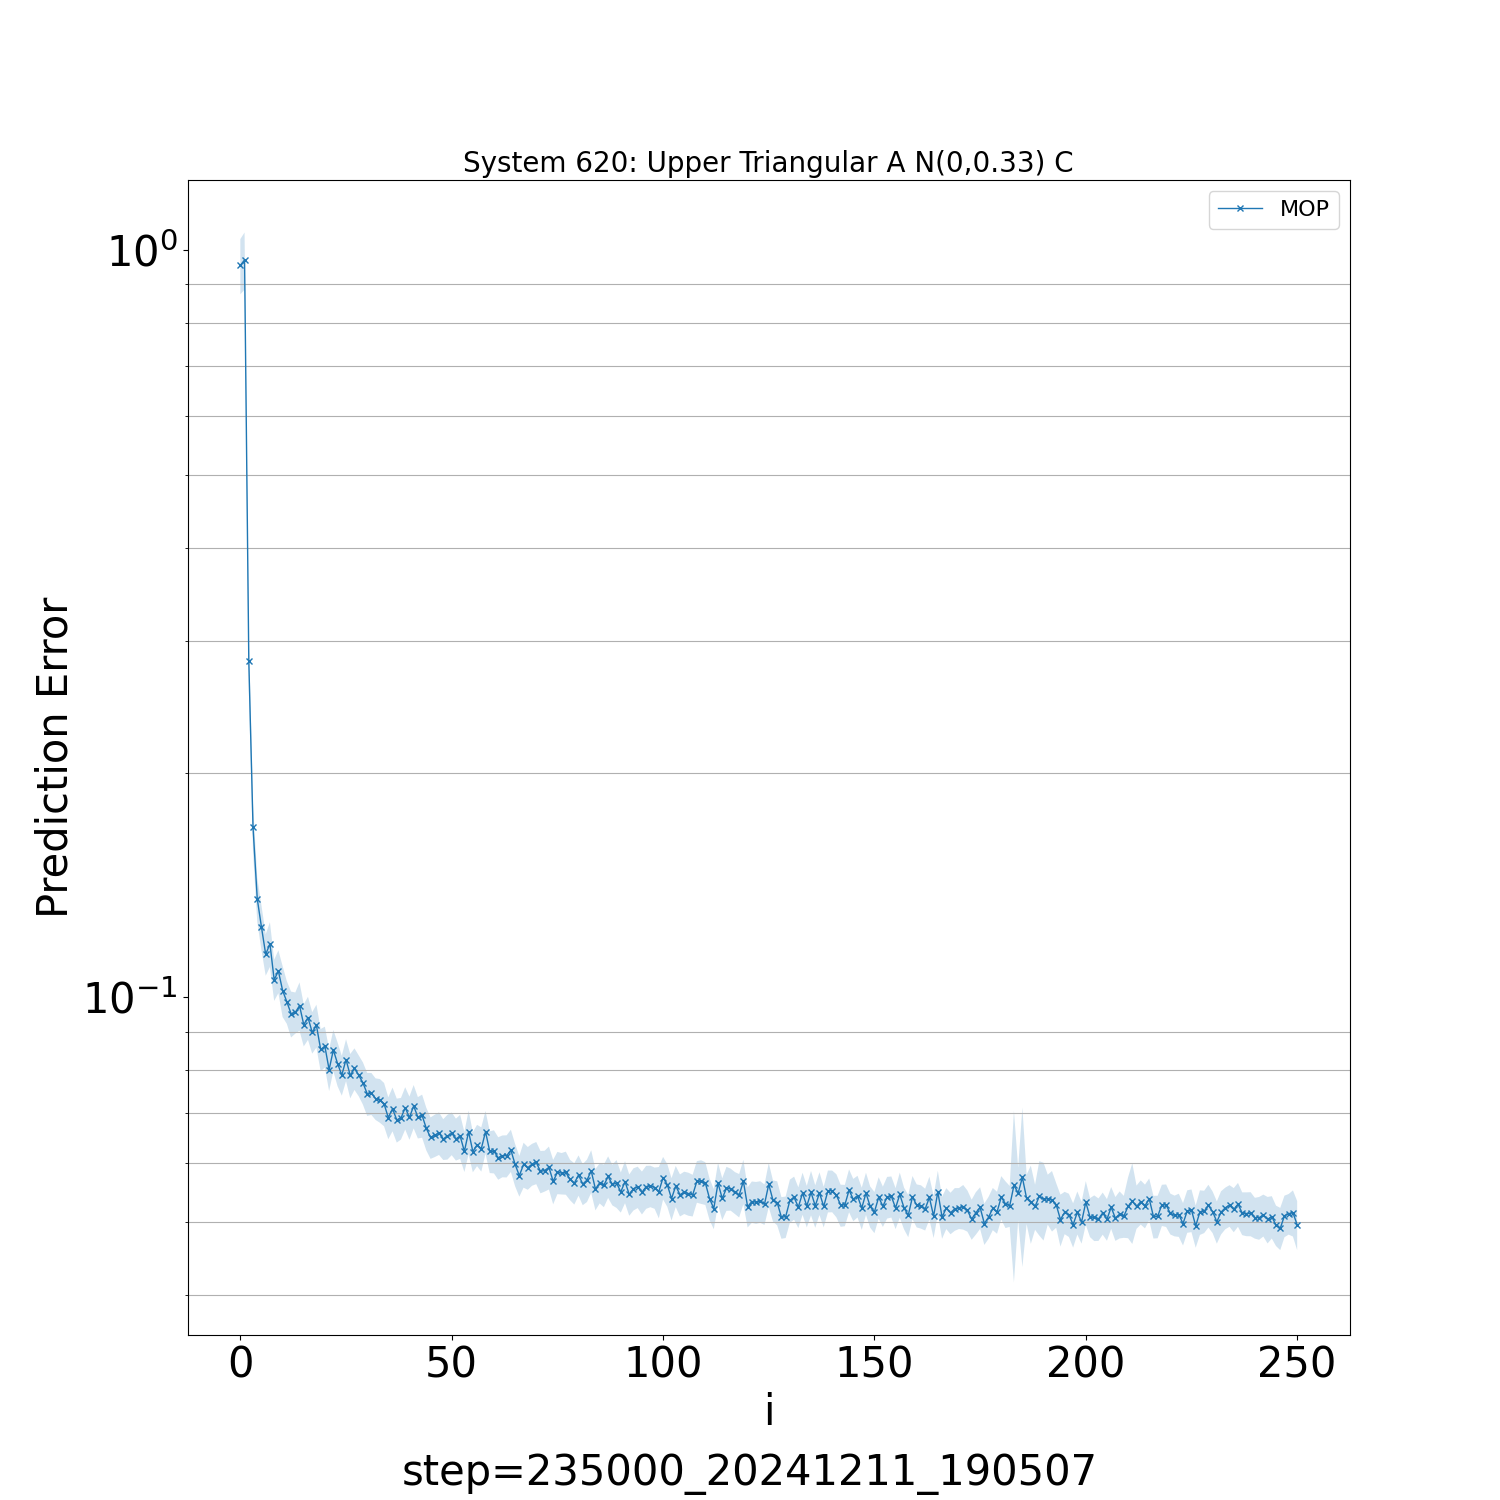 System 620: Upper Triangular A N(0,0.33) C
MOP
10⁰
10⁻¹
Prediction Error
0 50 100 150 200 250
i
step=235000_20241211_190507